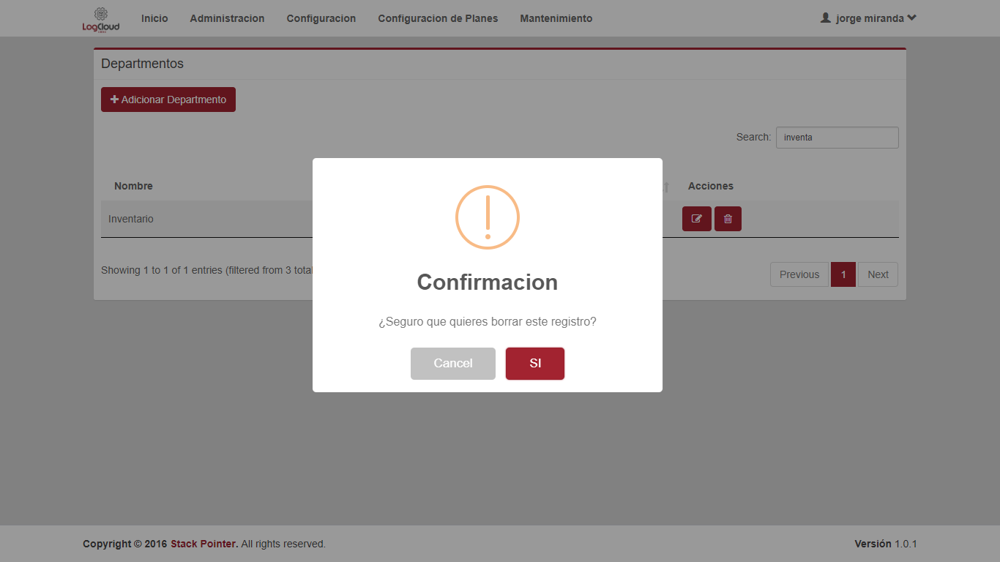 LogCloud
Inicio Administracion Configuracion Configuracion de Planes Mantenimiento jorge miranda
Departmentos
Adicionar Departmento
Search: inventa
Nombre Acciones
Inventario
Showing 1 to 1 of 1 entries (filtered from 3 total
Previous 1 Next
Confirmacion
¿Seguro que quieres borrar este registro?
Cancel SI
Copyright © 2016 Stack Pointer. All rights reserved. Versión 1.0.1